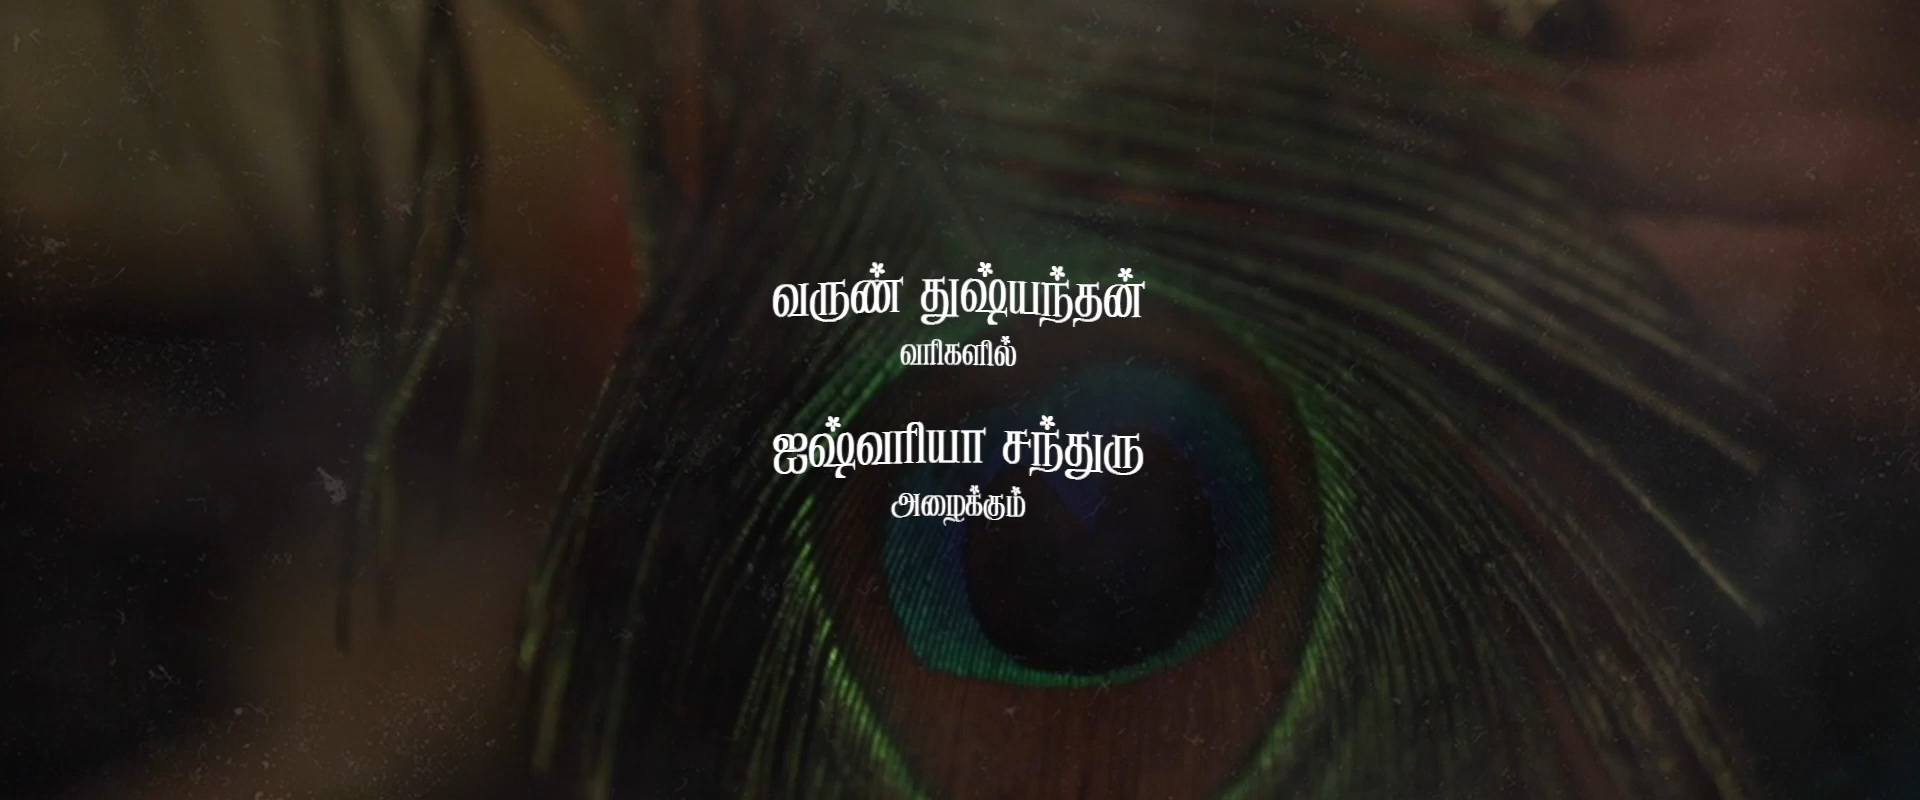 வருண் துஷ்யந்தன்
வரிகளில்
ஐஷ்வரியா சந்துரு
அழைக்கும்